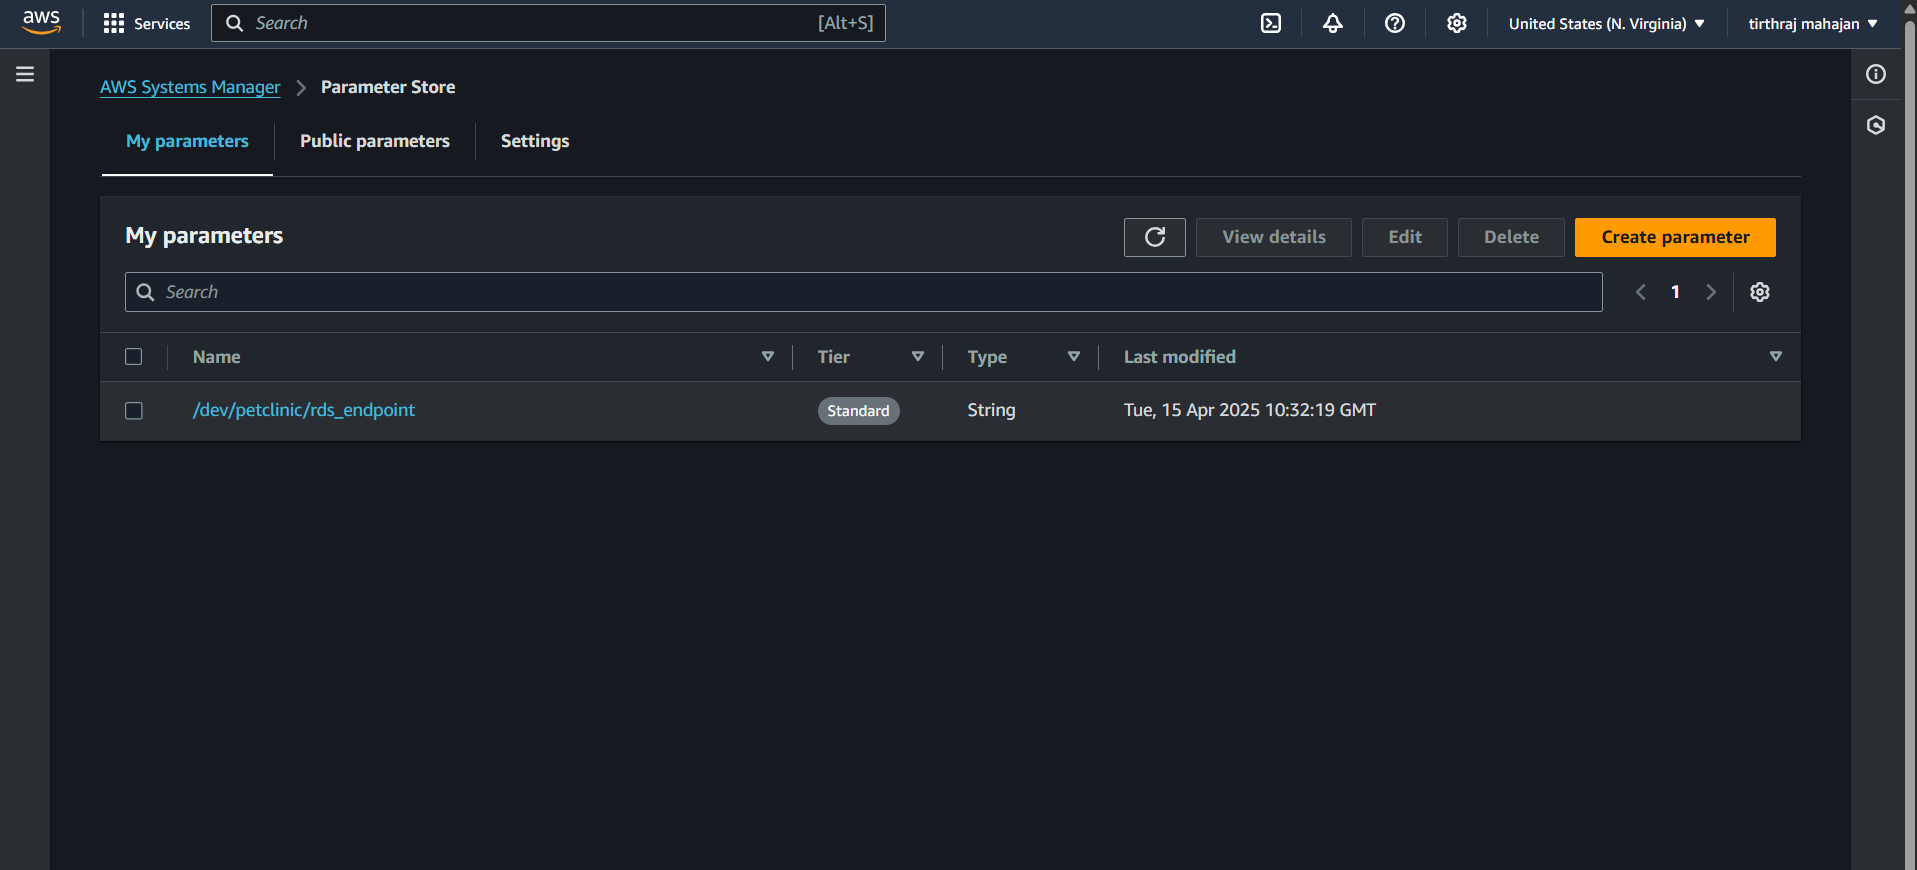 aws Services Search [Alt+S] United States (N. Virginia) tirthraj mahajan
AWS Systems Manager Parameter Store
My parameters Public parameters Settings
My parameters View details Edit Delete Create parameter
Search 1
Name Tier Type Last modified
/dev/petclinic/rds_endpoint Standard String Tue, 15 Apr 2025 10:32:19 GMT